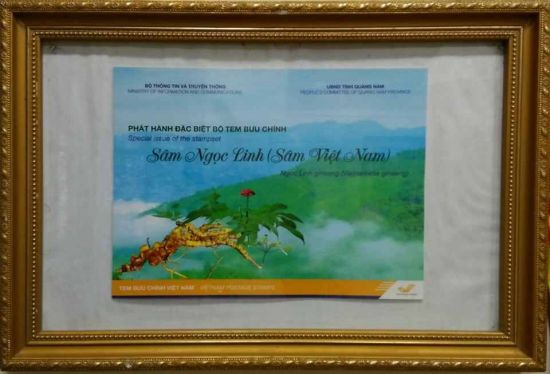 BỘ THÔNG TIN VÀ TRUYỀN THÔNG
MINISTRY OF INFORMATION AND COMMUNICATIONS
UBND TỈNH QUẢNG NAM
PEOPLE'S COMMITTEE OF QUANG NAM PROVINCE
PHÁT HÀNH ĐẶC BIỆT BỘ TEM BƯU CHÍNH
Special issue of the stampset
Sâm Ngọc Linh (Sâm Việt Nam)
Ngoc Linh ginseng (Vietnamese ginseng)
TEM BƯU CHÍNH VIỆT NAM VIETNAM POSTAGE STAMPS